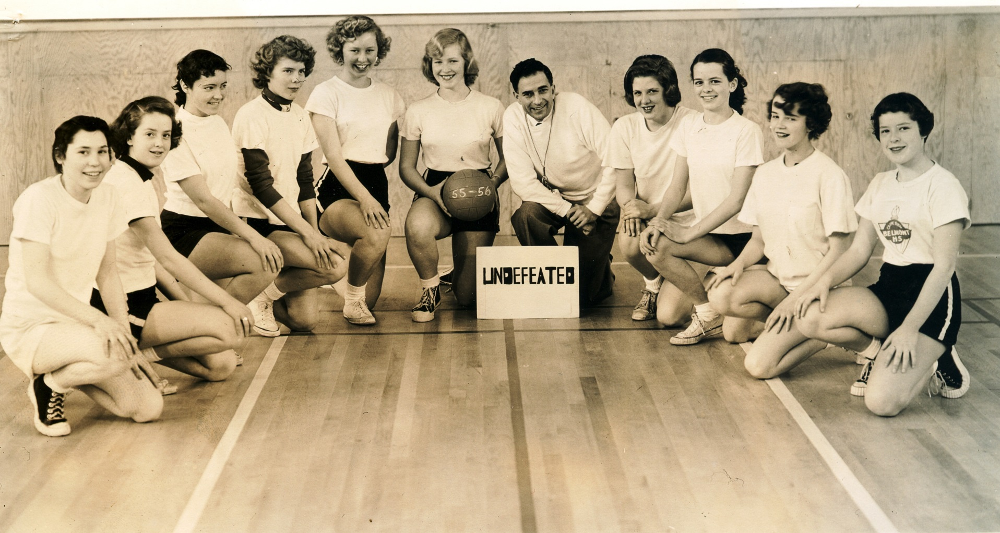 55-56
UNDEFEATED
BELMONT
HS